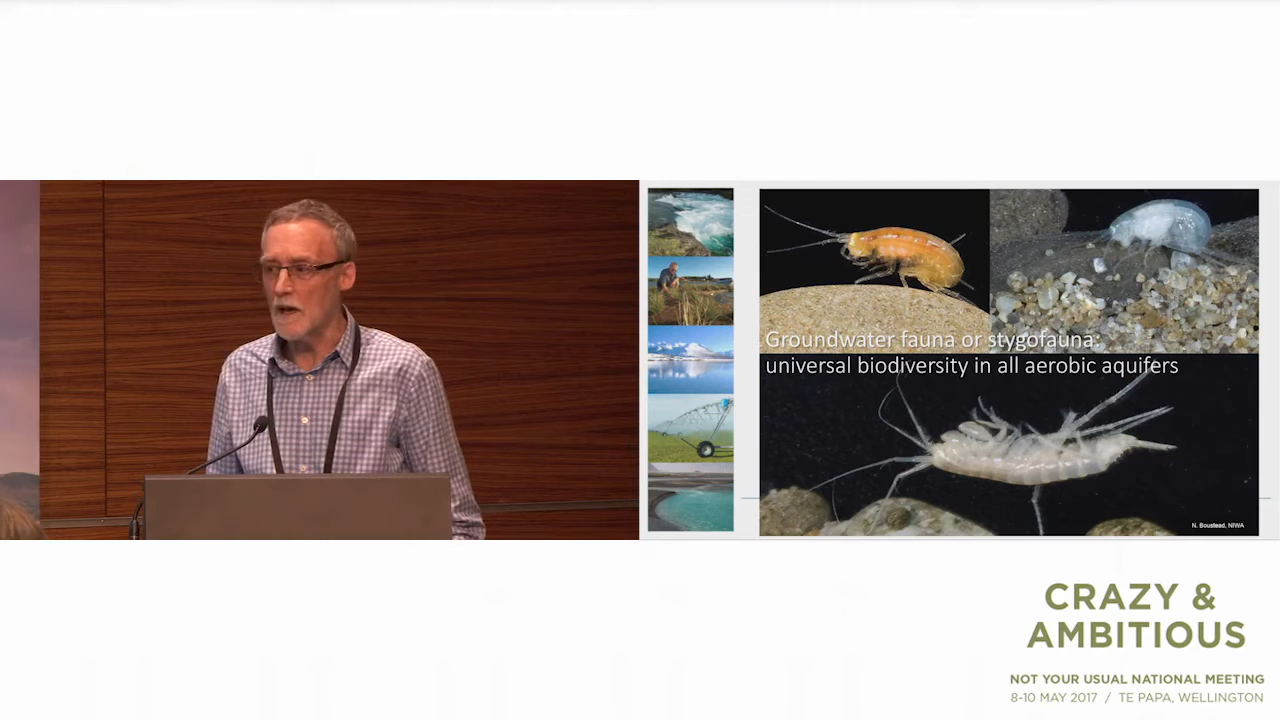 Groundwater fauna or stygofauna:
universal biodiversity in all aerobic aquifers
N. Boustead, NIWA
CRAZY &
AMBITIOUS
NOT YOUR USUAL NATIONAL MEETING
8-10 MAY 2017 / TE PAPA, WELLINGTON